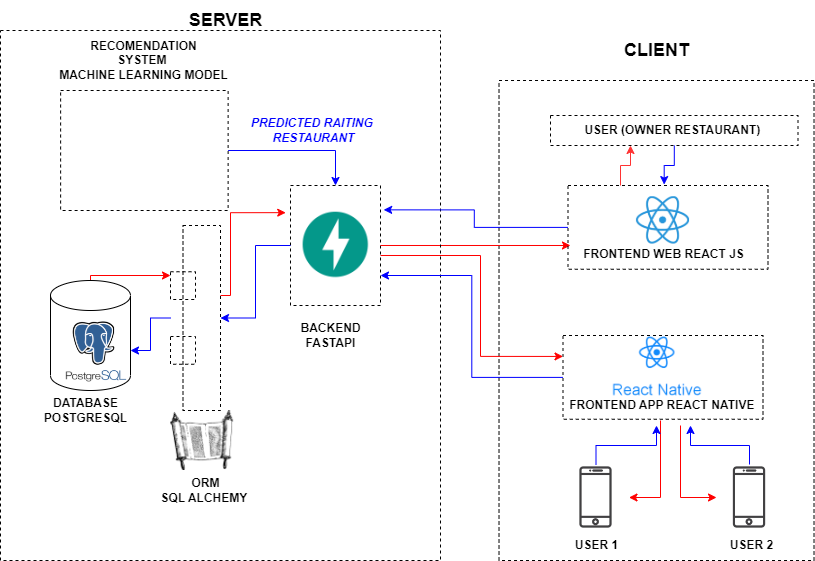 SERVER
RECOMENDATION
SYSTEM
MACHINE LEARNING MODEL
PREDICTED RAITING
RESTAURANT
BACKEND
FASTAPI
PostgreSQL
DATABASE
POSTGRESQL
ORM
SQL ALCHEMY
CLIENT
USER (OWNER RESTAURANT)
FRONTEND WEB REACT JS
React Native
FRONTEND APP REACT NATIVE
USER 1
USER 2